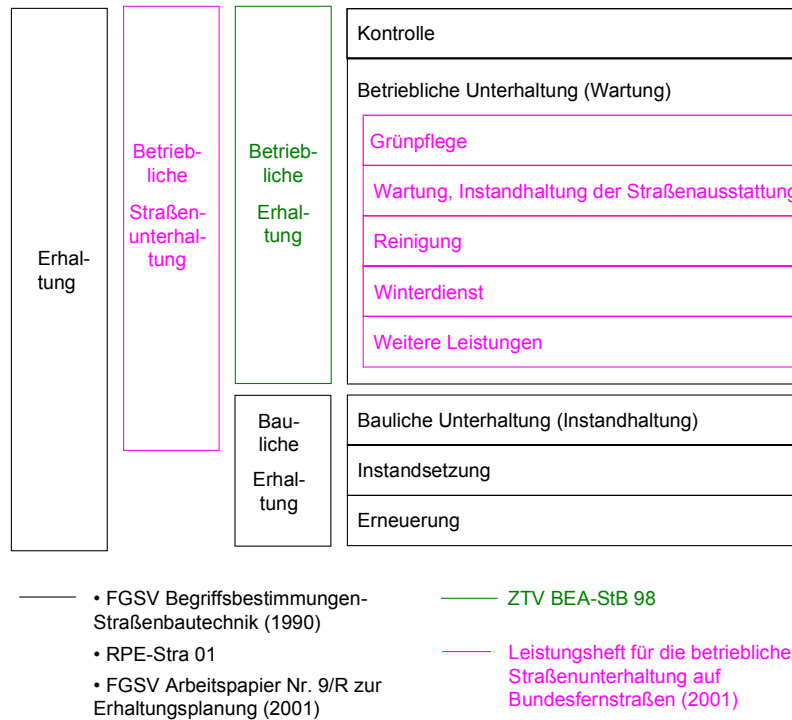 Erhal-
tung
Betrieb-
liche
Straßen-
unterhal-
tung
Betrieb-
liche
Erhal-
tung
Kontrolle
Betriebliche Unterhaltung (Wartung)
Grünpflege
Wartung, Instandhaltung der Straßenausstattung
Reinigung
Winterdienst
Weitere Leistungen
Bau-
liche
Erhal-
tung
Bauliche Unterhaltung (Instandhaltung)
Instandsetzung
Erneuerung
• FGSV Begriffsbestimmungen-
Straßenbautechnik (1990)
• RPE-Stra 01
• FGSV Arbeitspapier Nr. 9/R zur
Erhaltungsplanung (2001)
ZTV BEA-StB 98
Leistungsheft für die betriebliche
Straßenunterhaltung auf
Bundesfernstraßen (2001)